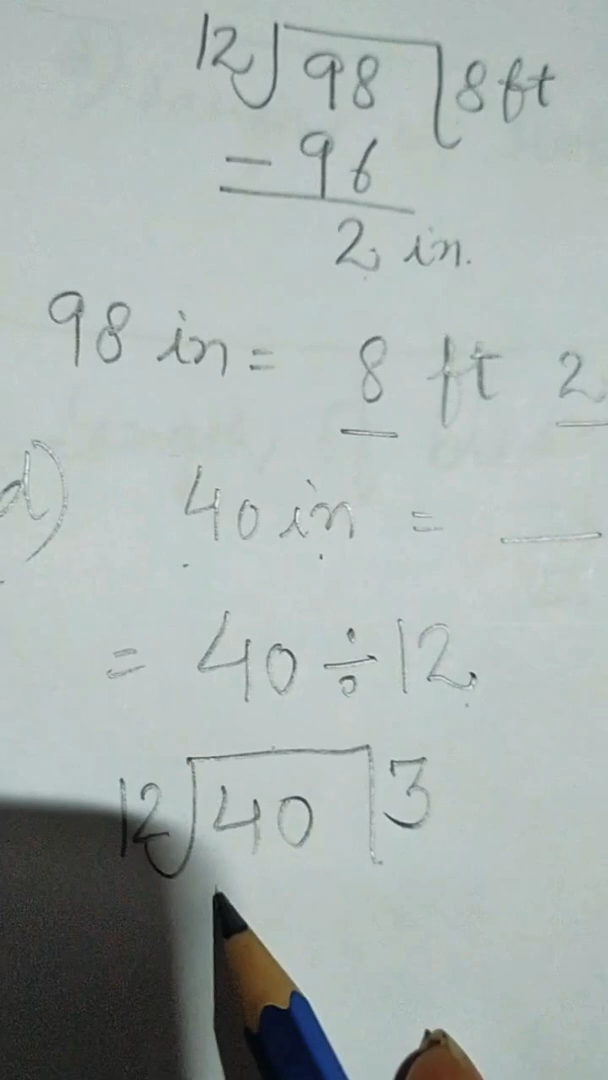 12 98 8 ft
- 96
2 in.
98 in = 8 ft 2
d) 40 in = __
= 40 ÷ 12
12 40 3